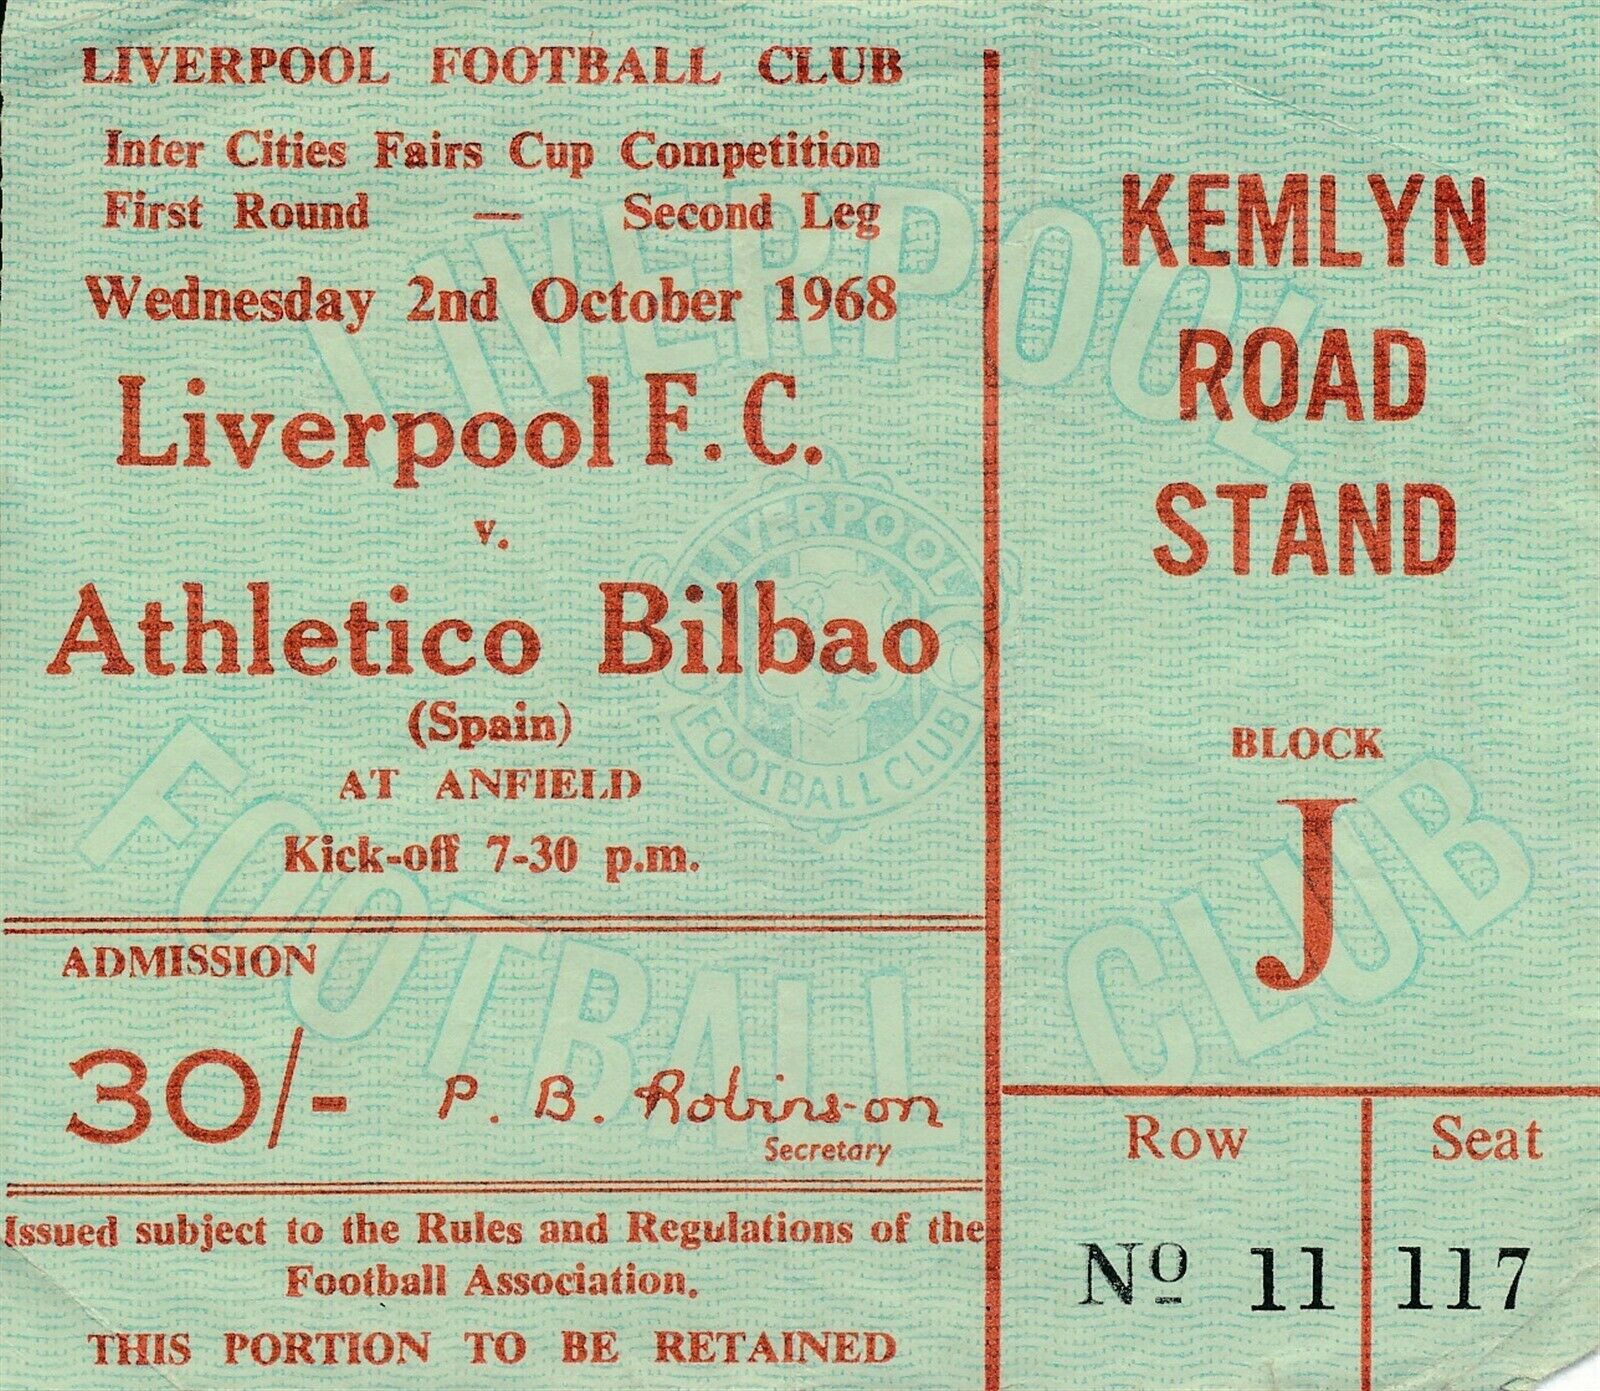 LIVERPOOL FOOTBALL CLUB
Inter Cities Fairs Cup Competition
First Round — Second Leg
Wednesday 2nd October 1968
Liverpool F.C.
v.
Athletico Bilbao
(Spain)
AT ANFIELD
Kick-off 7-30 p.m.
ADMISSION
30/-
P. B. Robinson
Secretary
Issued subject to the Rules and Regulations of the
Football Association.
THIS PORTION TO BE RETAINED
KEMLYN
ROAD
STAND
BLOCK
J
Row Seat
Nº 11 117
LIVERPOOL
FOOTBALL CLUB
LIVERPOOL
FOOTBALL CLUB